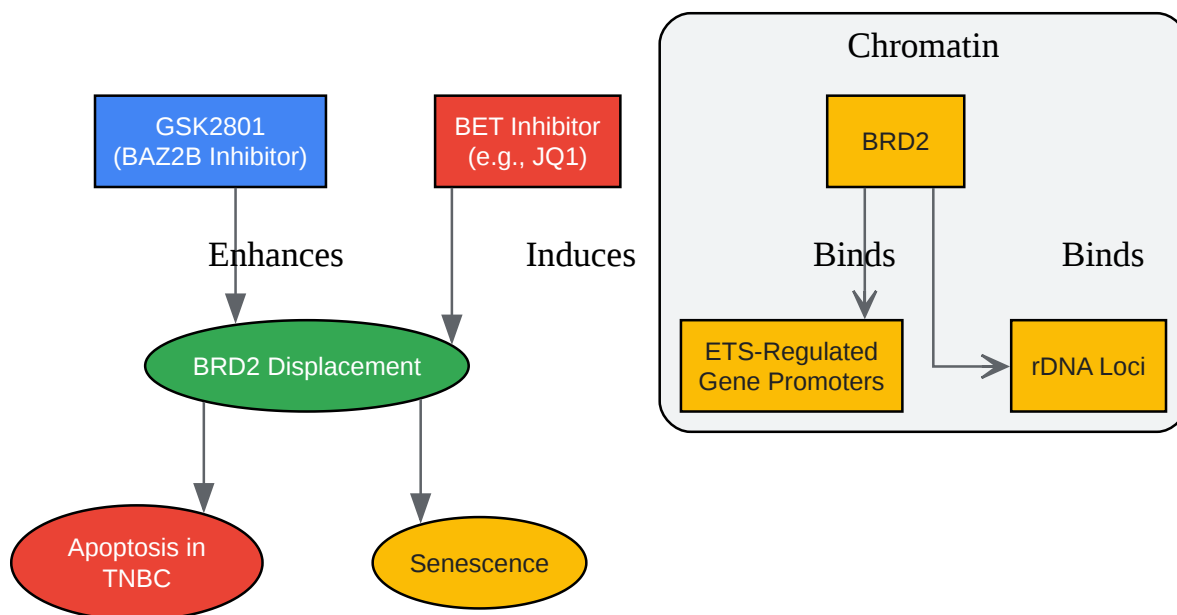 Chromatin
GSK2801
(BAZ2B Inhibitor)
BET Inhibitor
(e.g., JQ1)
BRD2
Enhances
Induces
Binds
Binds
BRD2 Displacement
ETS-Regulated
Gene Promoters
rDNA Loci
Apoptosis in
TNBC
Senescence